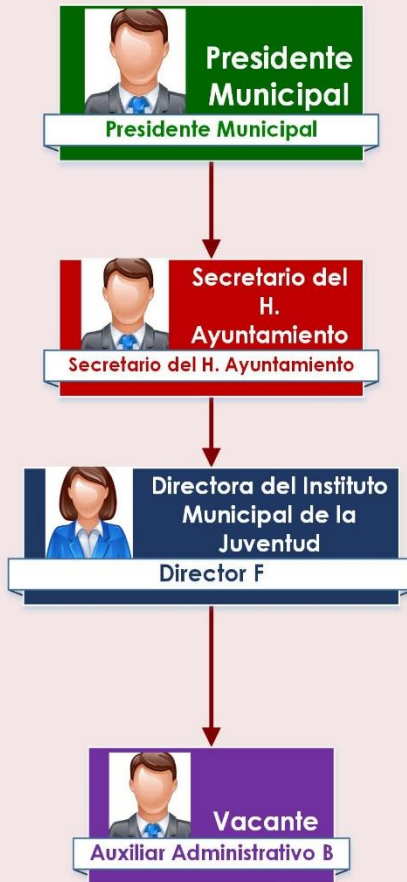 Presidente
Municipal
Presidente Municipal
Secretario del
H.
Ayuntamiento
Secretario del H. Ayuntamiento
Directora del Instituto
Municipal de la
Juventud
Director F
Vacante
Auxiliar Administrativo B